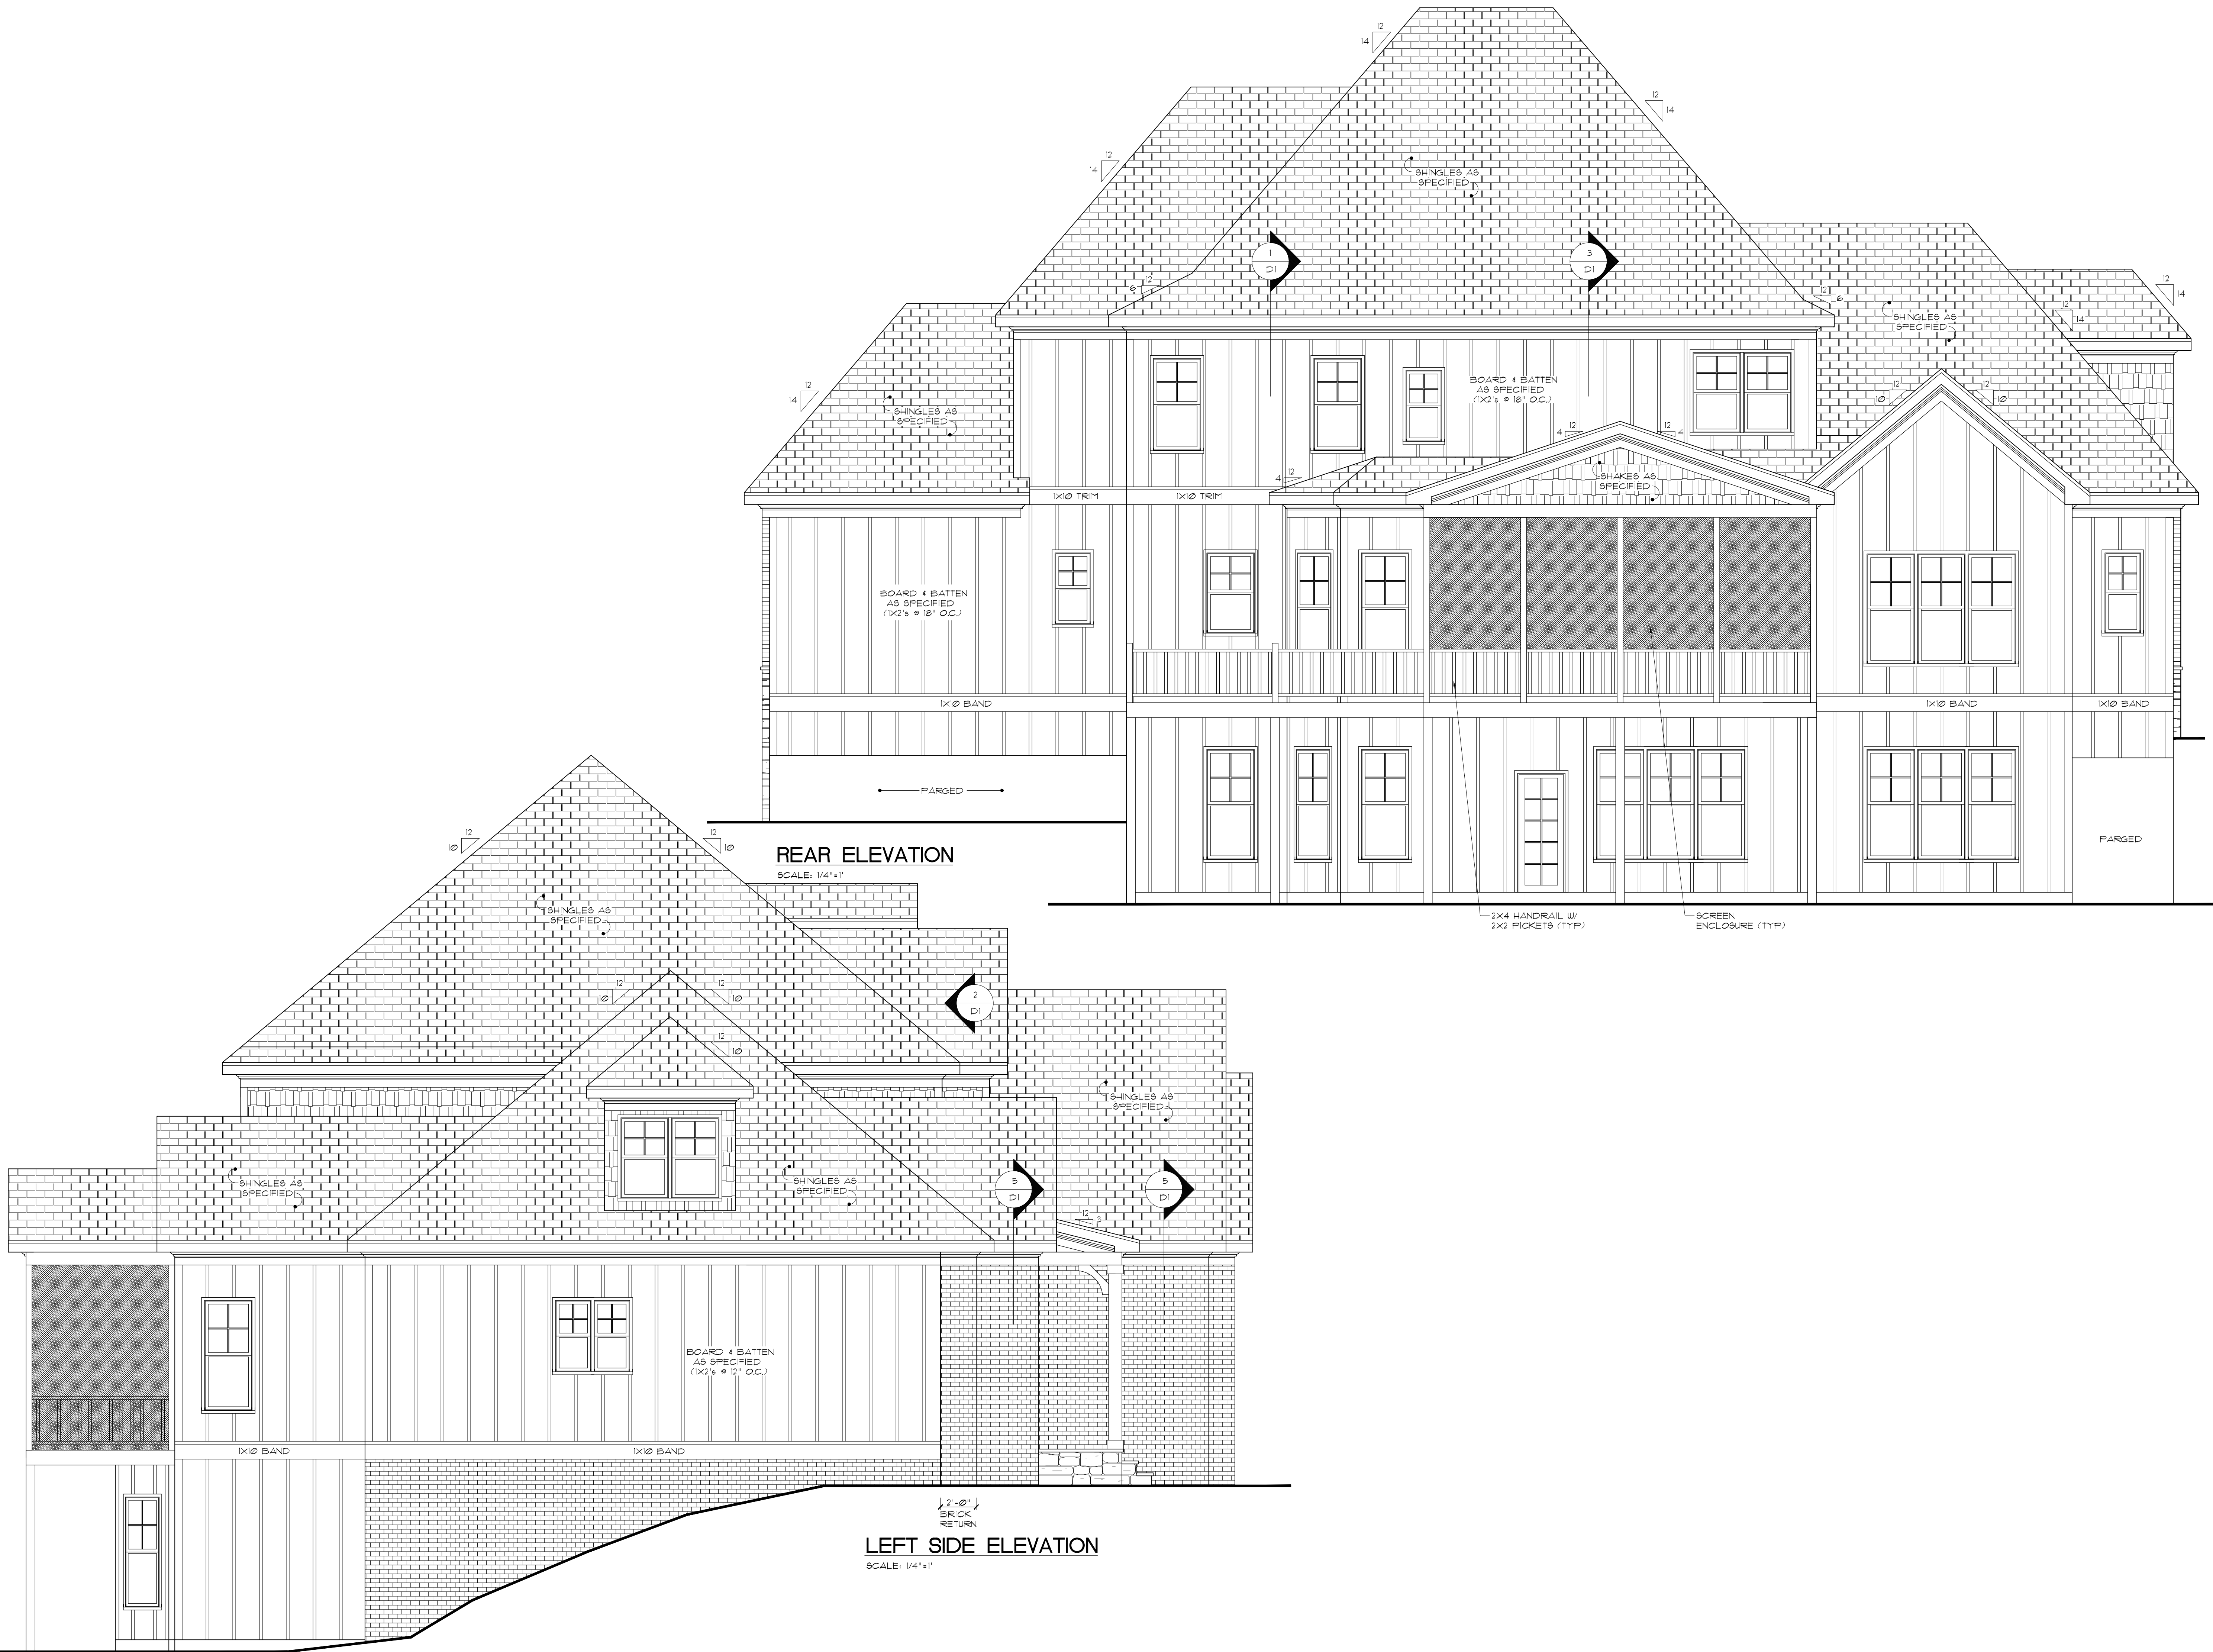 12
14
12
14
12
14
SHINGLES AS
SPECIFIED
1
D1
3
D1
12
6
12
6
12
14
12
14
SHINGLES AS
SPECIFIED
12
14
SHINGLES AS
SPECIFIED
BOARD & BATTEN
AS SPECIFIED
(1X2's @ 18" O.C.)
12
10
12
10
12
4
12
4
12
4
SHAKES AS
SPECIFIED
1X10 TRIM
1X10 TRIM
BOARD & BATTEN
AS SPECIFIED
(1X2's @ 18" O.C.)
1X10 BAND
1X10 BAND
1X10 BAND
PARGED
PARGED
2X4 HANDRAIL W/
2X2 PICKETS (TYP)
SCREEN
ENCLOSURE (TYP)
REAR ELEVATION
SCALE: 1/4"=1'
12
10
12
10
SHINGLES AS
SPECIFIED
12
10
12
10
2
D1
12
10
SHINGLES AS
SPECIFIED
SHINGLES AS
SPECIFIED
SHINGLES AS
SPECIFIED
5
D1
5
D1
12
3
BOARD & BATTEN
AS SPECIFIED
(1X2's @ 12" O.C.)
1X10 BAND
1X10 BAND
2'-0"
BRICK
RETURN
LEFT SIDE ELEVATION
SCALE: 1/4"=1'